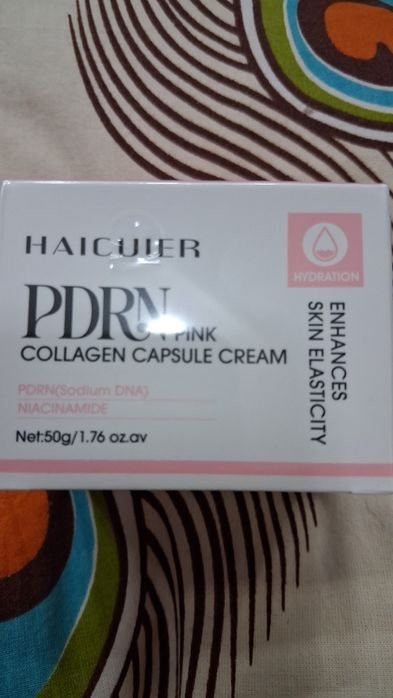 HAICUIER
HYDRATION
PDRN
PINK
COLLAGEN CAPSULE CREAM
ENHANCES
SKIN ELASTICITY
PDRN(Sodium DNA)
NIACINAMIDE
Net:50g/1.76 oz.av